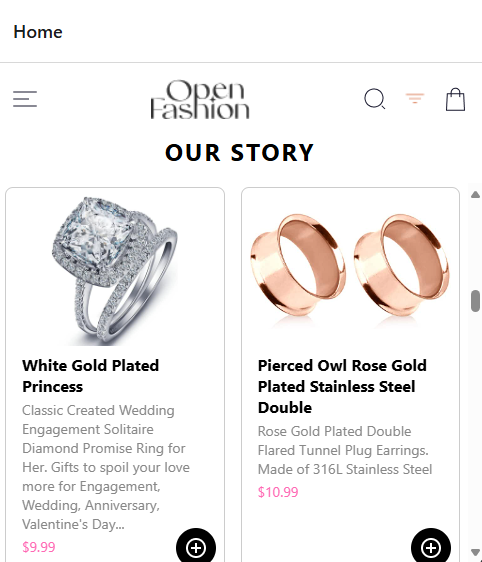 Home
Open
Fashion
OUR STORY
White Gold Plated
Princess
Classic Created Wedding
Engagement Solitaire
Diamond Promise Ring for
Her. Gifts to spoil your love
more for Engagement,
Wedding, Anniversary,
Valentine's Day...
$9.99
Pierced Owl Rose Gold
Plated Stainless Steel
Double
Rose Gold Plated Double
Flared Tunnel Plug Earrings.
Made of 316L Stainless Steel
$10.99